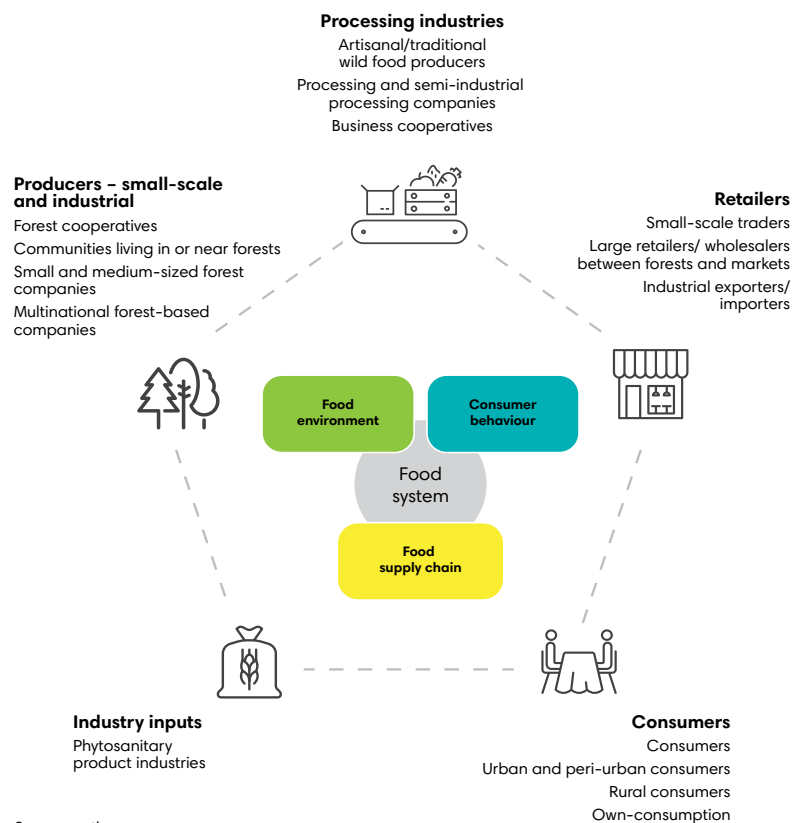 Processing industries
Artisanal/traditional
wild food producers
Processing and semi-industrial
processing companies
Business cooperatives
Producers – small-scale
and industrial
Forest cooperatives
Communities living in or near forests
Small and medium-sized forest
companies
Multinational forest-based
companies
Retailers
Small-scale traders
Large retailers/ wholesalers
between forests and markets
Industrial exporters/
importers
Food
environment
Consumer
behaviour
Food
system
Food
supply chain
Industry inputs
Phytosanitary
product industries
Consumers
Consumers
Urban and peri-urban consumers
Rural consumers
Own-consumption